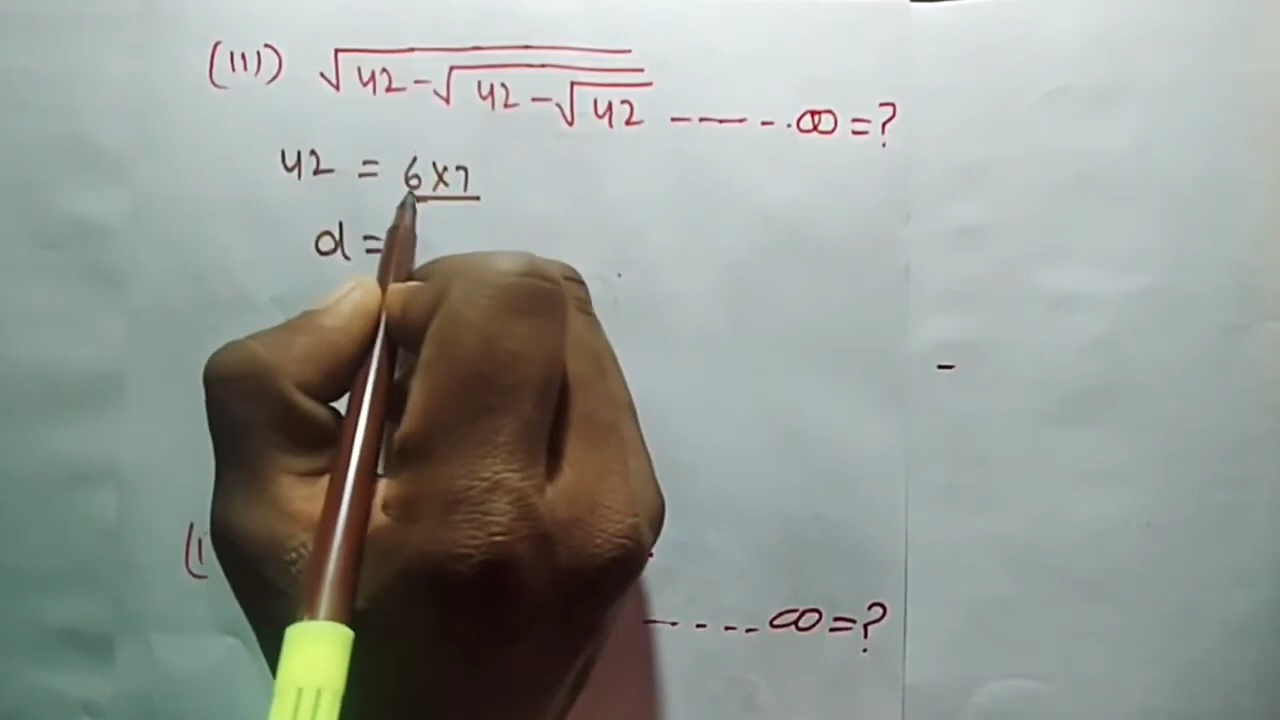 (III) √42-√42-√42 ------.∞ = ?
42 = 6×7
d =
(I
-----∞ = ?